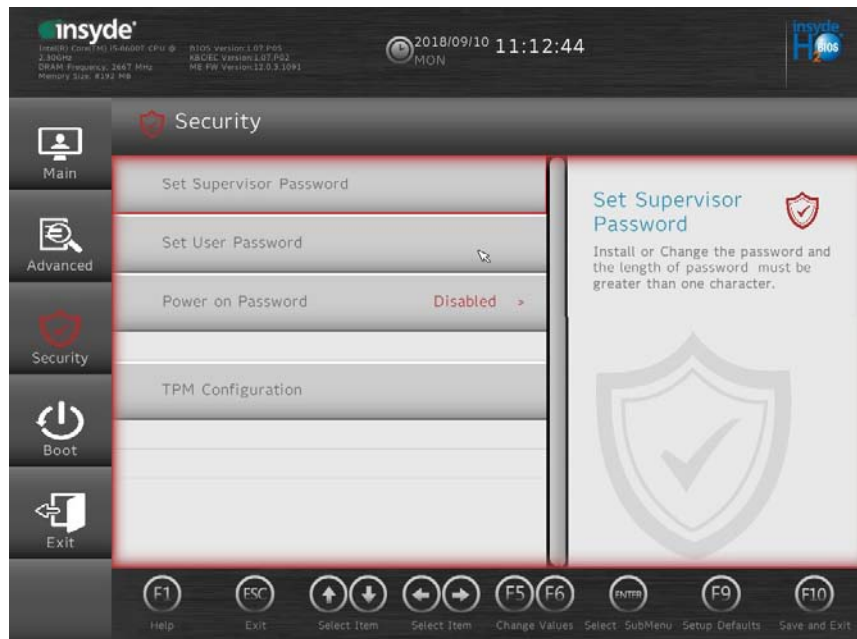 insyde®
Intel(R) Core(TM) i5-6600T CPU @
2.30GHz
DRAM Frequency. 2667 MHz
Memory Size. 8192 MB
BIOS Version:1.07.P05
KBC/EC Version:1.07.P02
ME FW Version:12.0.3.1091
2018/09/10 11:12:44
MON
insyde
H2O BIOS
Security
Main
Advanced
Security
Boot
Exit
Set Supervisor Password
Set User Password
Power on Password Disabled >
TPM Configuration
Set Supervisor
Password
Install or Change the password and
the length of password must be
greater than one character.
F1
Help
ESC
Exit
Select Item
Select Item
F5 F6
Change Values
ENTER
Select SubMenu
F9
Setup Defaults
F10
Save and Exit